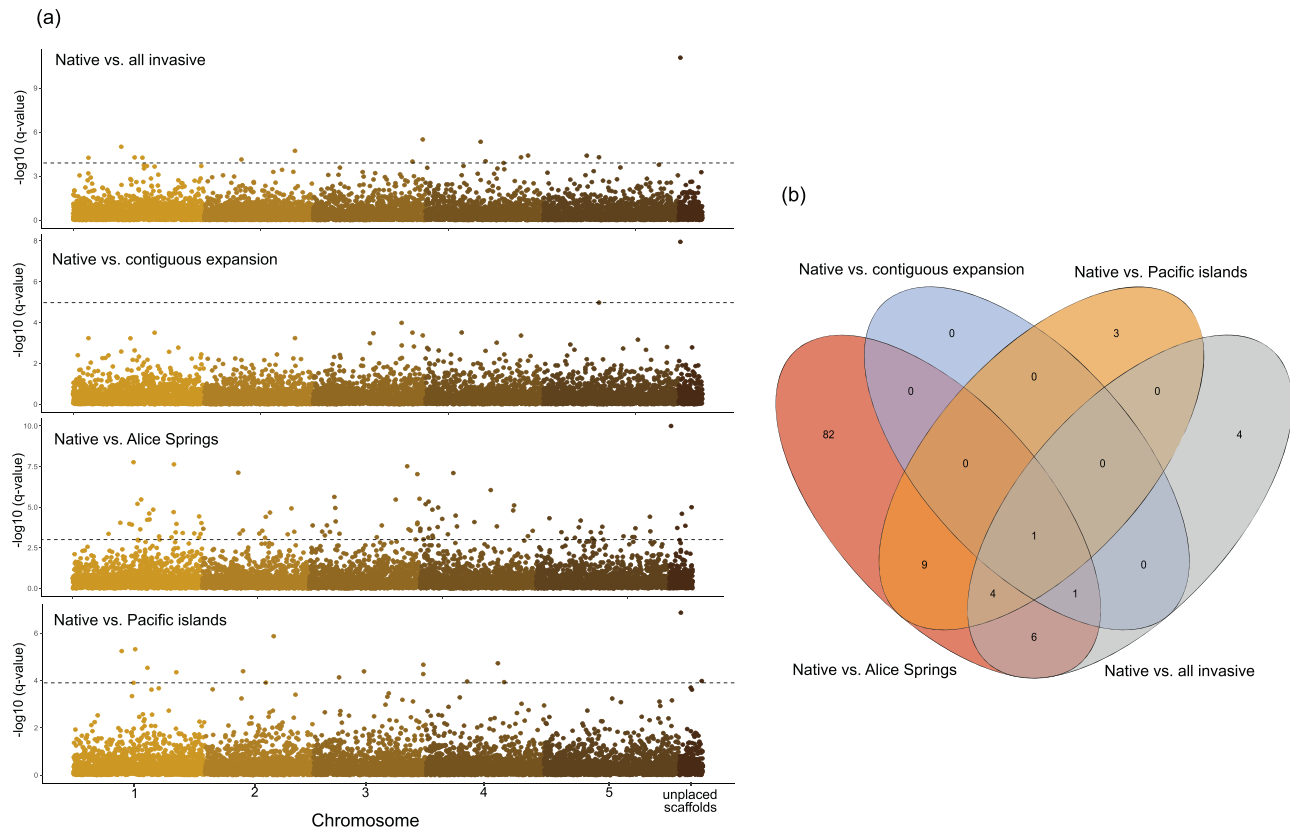 (a)
Native vs. all invasive
-log10 (q-value)
9
6
3
0
Native vs. contiguous expansion
-log10 (q-value)
8
6
4
2
0
Native vs. Alice Springs
-log10 (q-value)
10.0
7.5
5.0
2.5
0.0
Native vs. Pacific islands
-log10 (q-value)
6
4
2
0
1
2
3
4
5
unplaced
scaffolds
Chromosome
(b)
Native vs. contiguous expansion
Native vs. Pacific islands
0
3
0
0
0
82
4
0
0
1
9
0
4
1
6
Native vs. Alice Springs
Native vs. all invasive